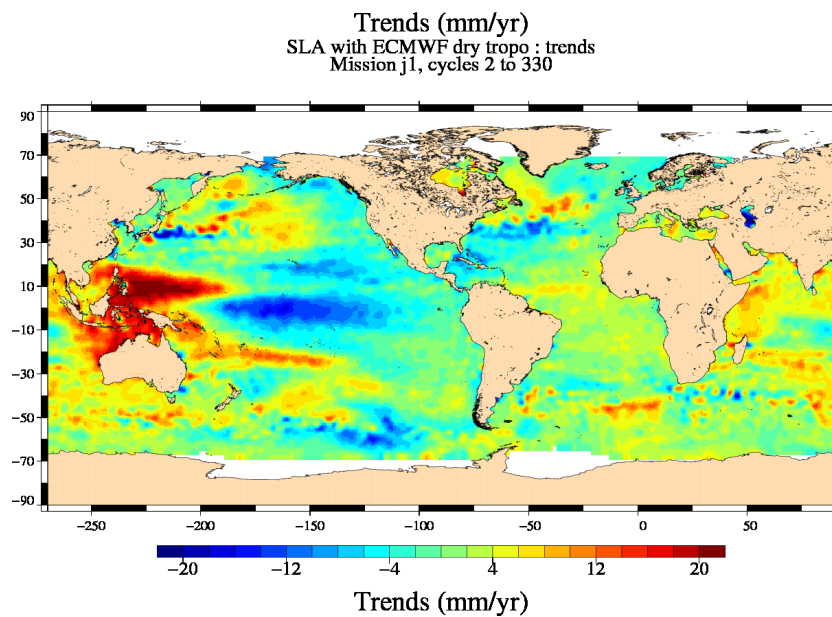 Trends (mm/yr)
SLA with ECMWF dry tropo : trends
Mission j1, cycles 2 to 330
90
70
50
30
10
−10
−30
−50
−70
−90
−250 −200 −150 −100 −50 0 50
−20 −12 −4 4 12 20
Trends (mm/yr)